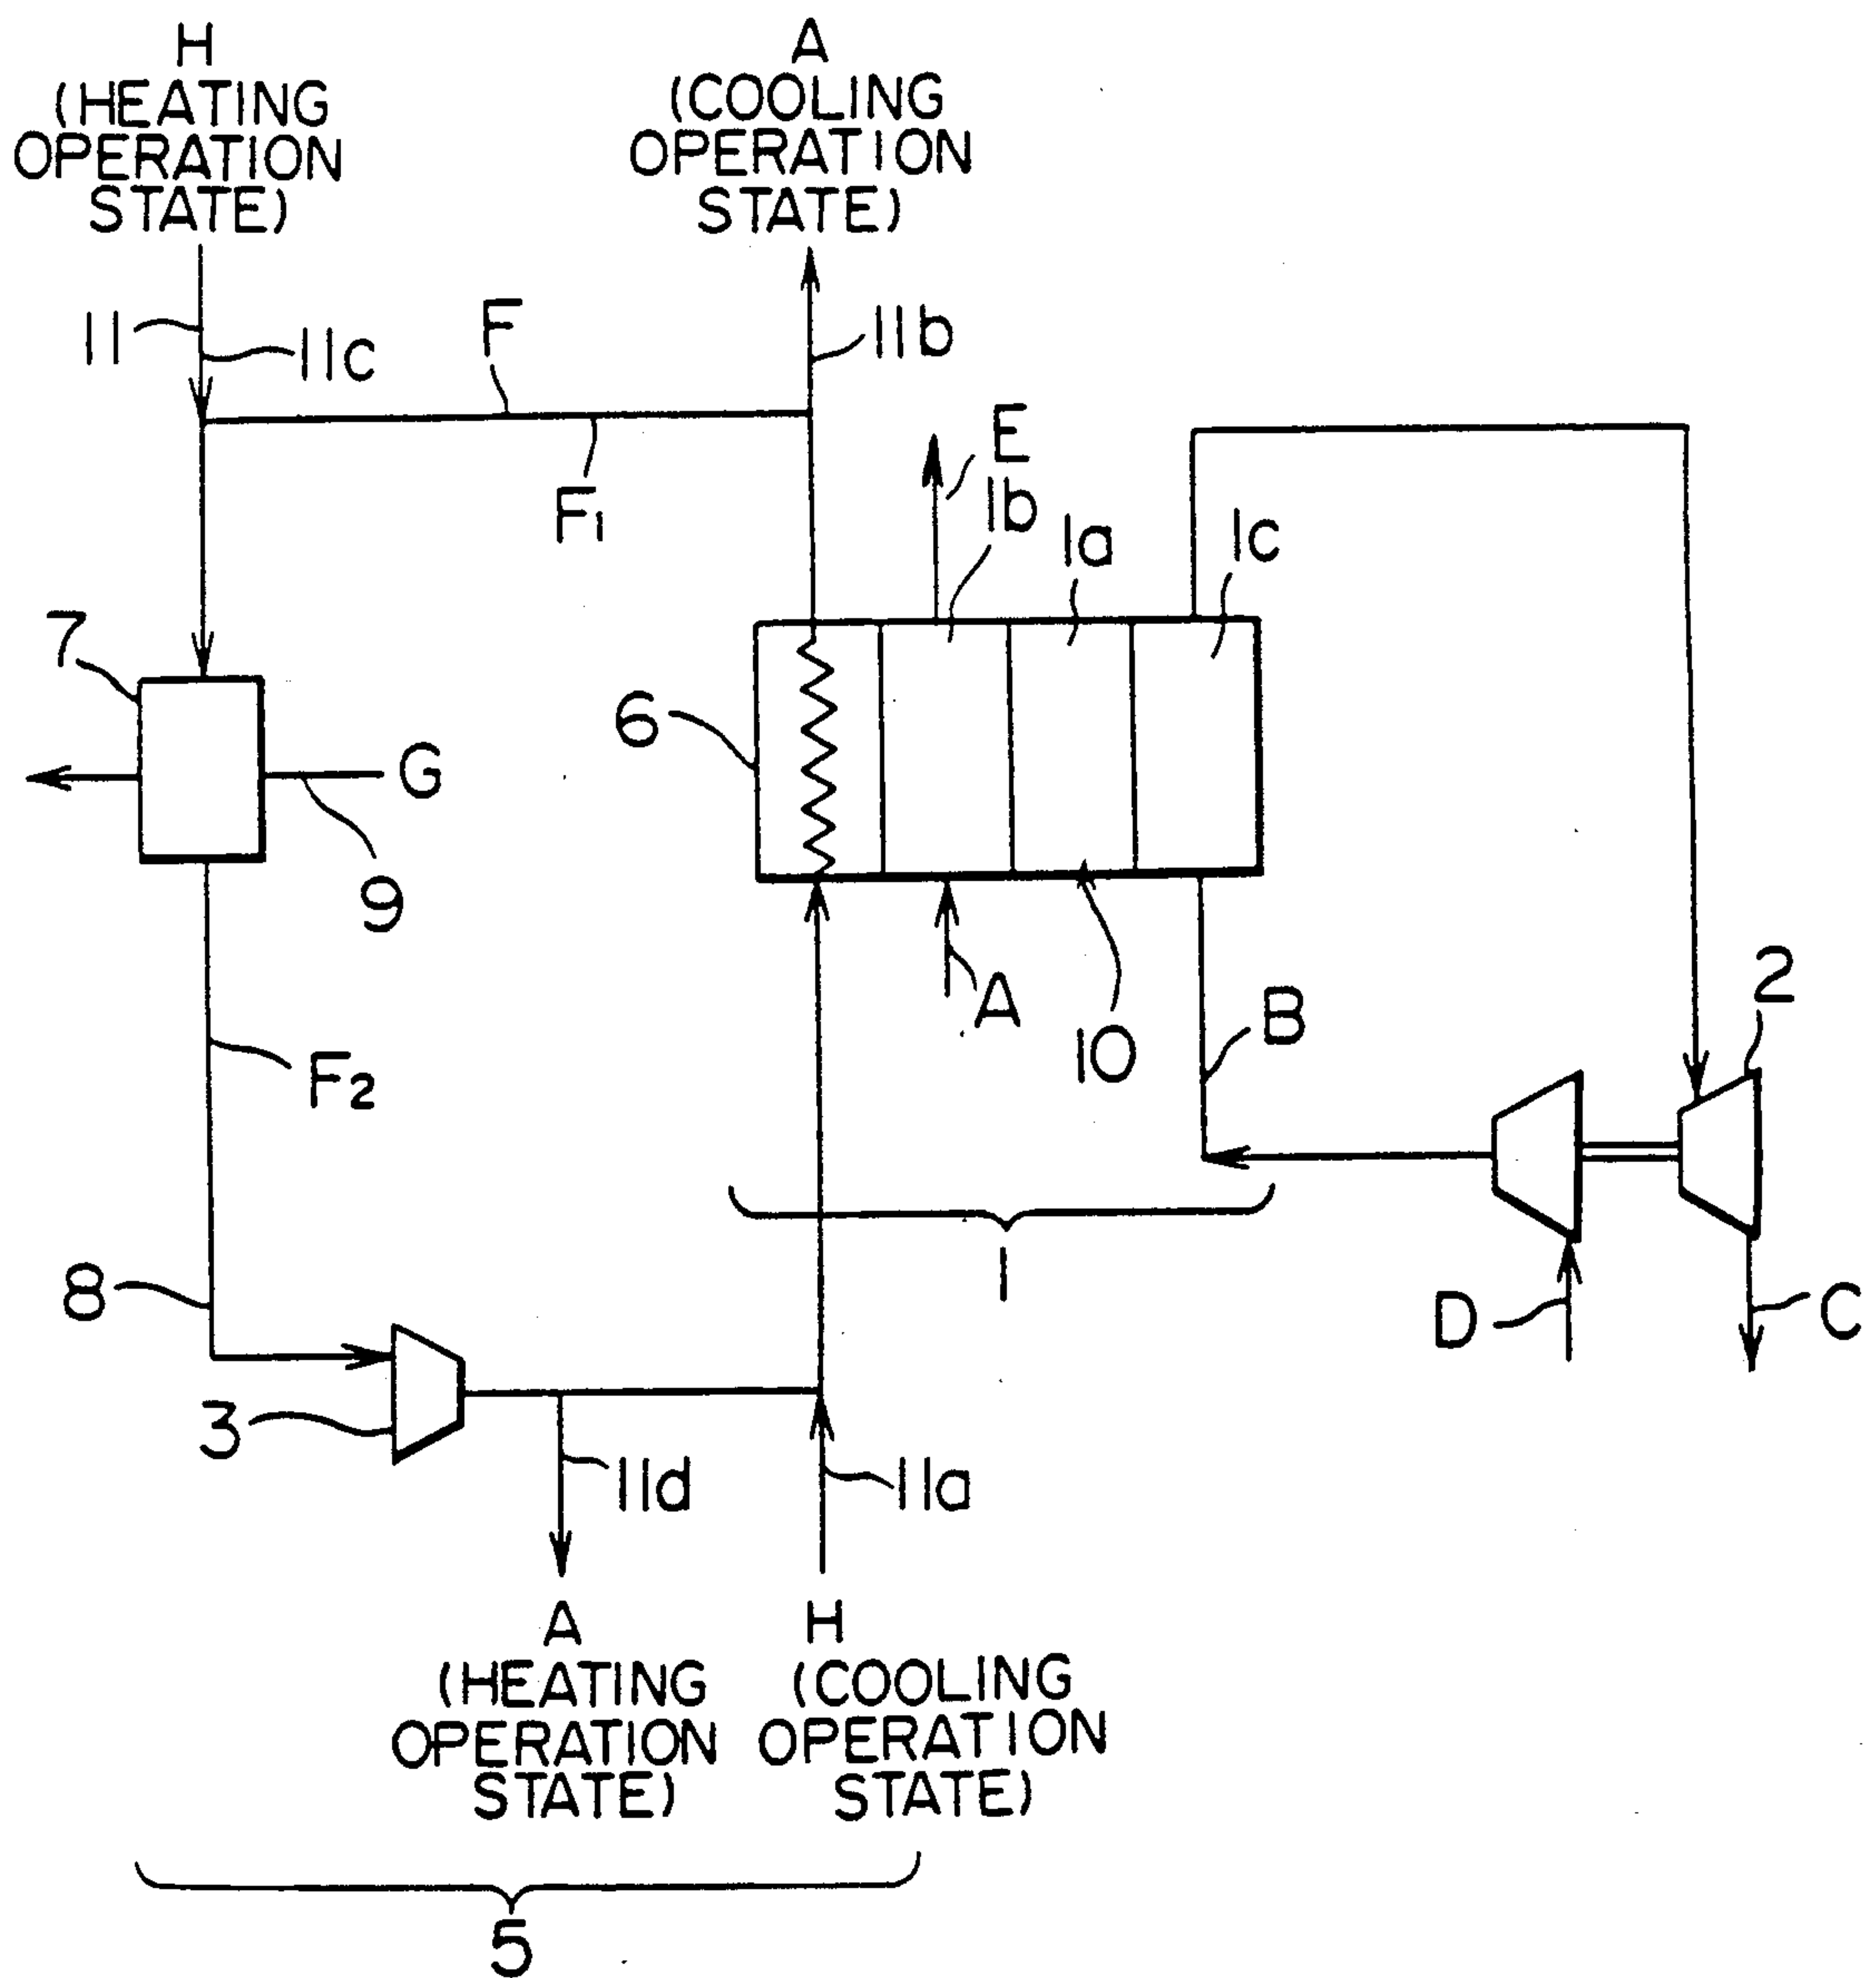 H
(HEATING
OPERATION
STATE)
A
(COOLING
OPERATION
STATE)
11
11c
F
11b
E
F1
1b
1a
1c
7
6
G
9
A
10
B
2
F2
1
8
D
C
3
11d
11a
A
(HEATING
OPERATION
STATE)
H
(COOLING
OPERATION
STATE)
5